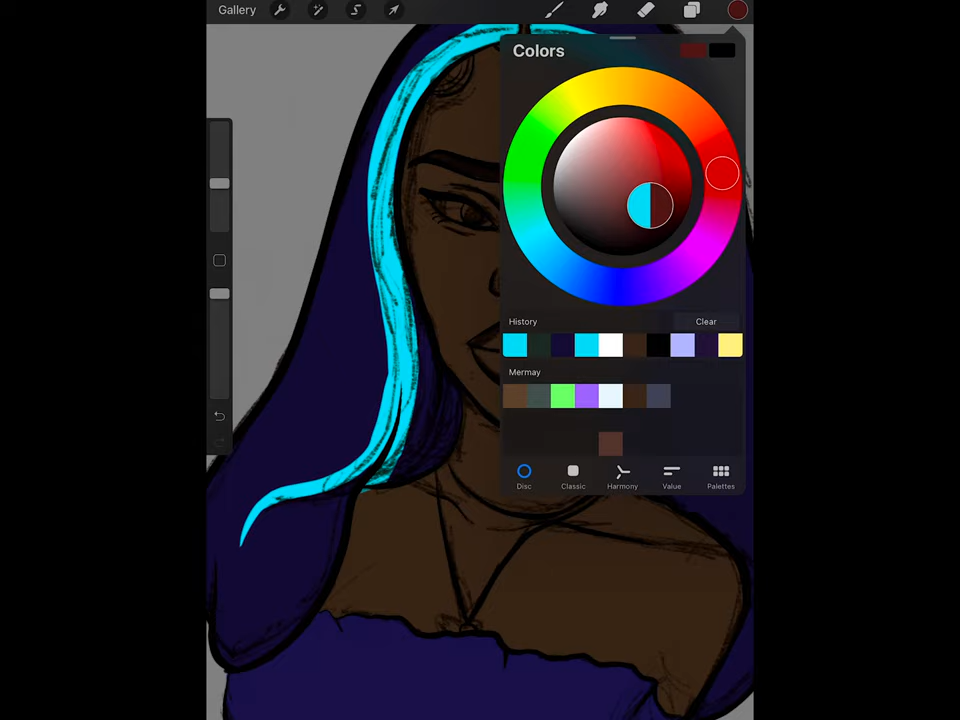 Gallery
Colors
History
Clear
Mermay
Disc
Classic
Harmony
Value
Palettes